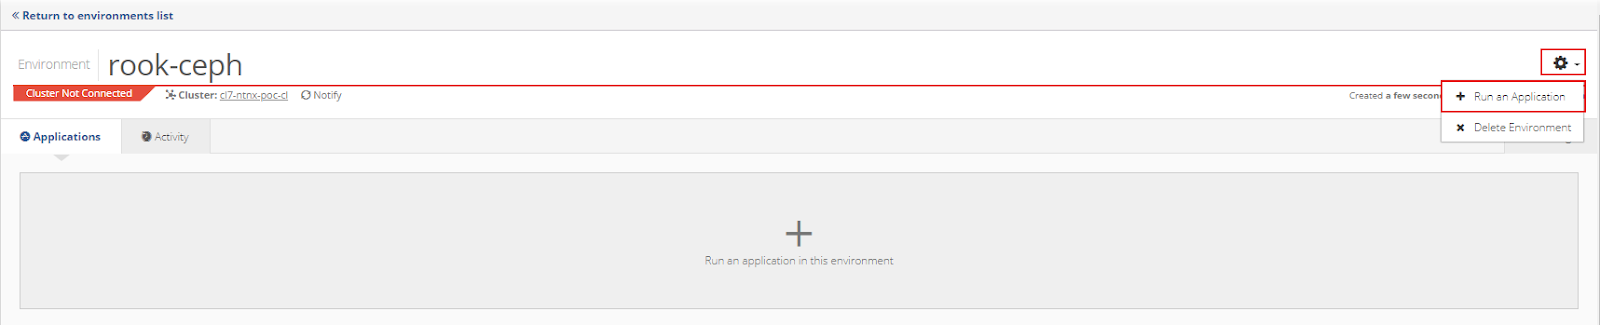 « Return to environments list
Environment rook-ceph
Cluster Not Connected Cluster: cl7-ntnx-poc-cl Notify Created a few
Run an Application
Delete Environment
Applications Activity
Run an application in this environment